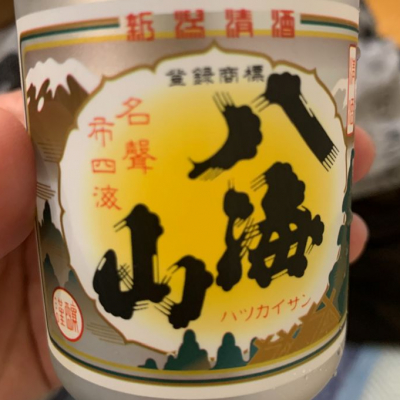 新潟清酒
登録商標
八海山
ハツカイサン
名聲
布四海